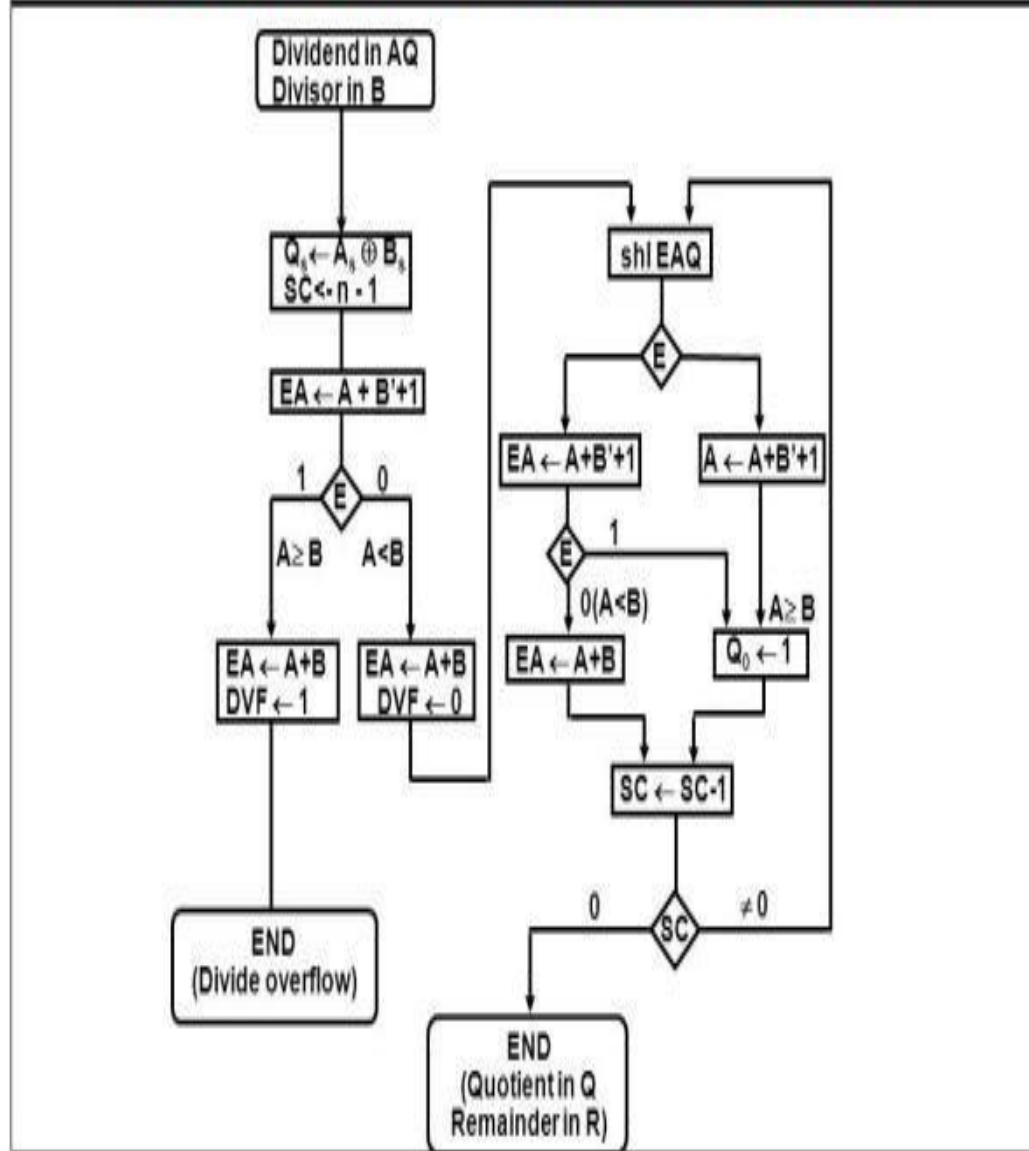 Dividend in AQ
Divisor in B
Qₛ ← Aₛ ⊕ Bₛ
SC <- n - 1
EA ← A + B'+1
E
1
0
A ≥ B
A<B
EA ← A+B
DVF ← 1
EA ← A+B
DVF ← 0
END
(Divide overflow)
shl EAQ
E
EA ← A+B'+1
A ← A+B'+1
E
1
0(A<B)
A ≥ B
EA ← A+B
Q₀ ← 1
SC ← SC-1
0
SC
≠ 0
END
(Quotient in Q
Remainder in R)